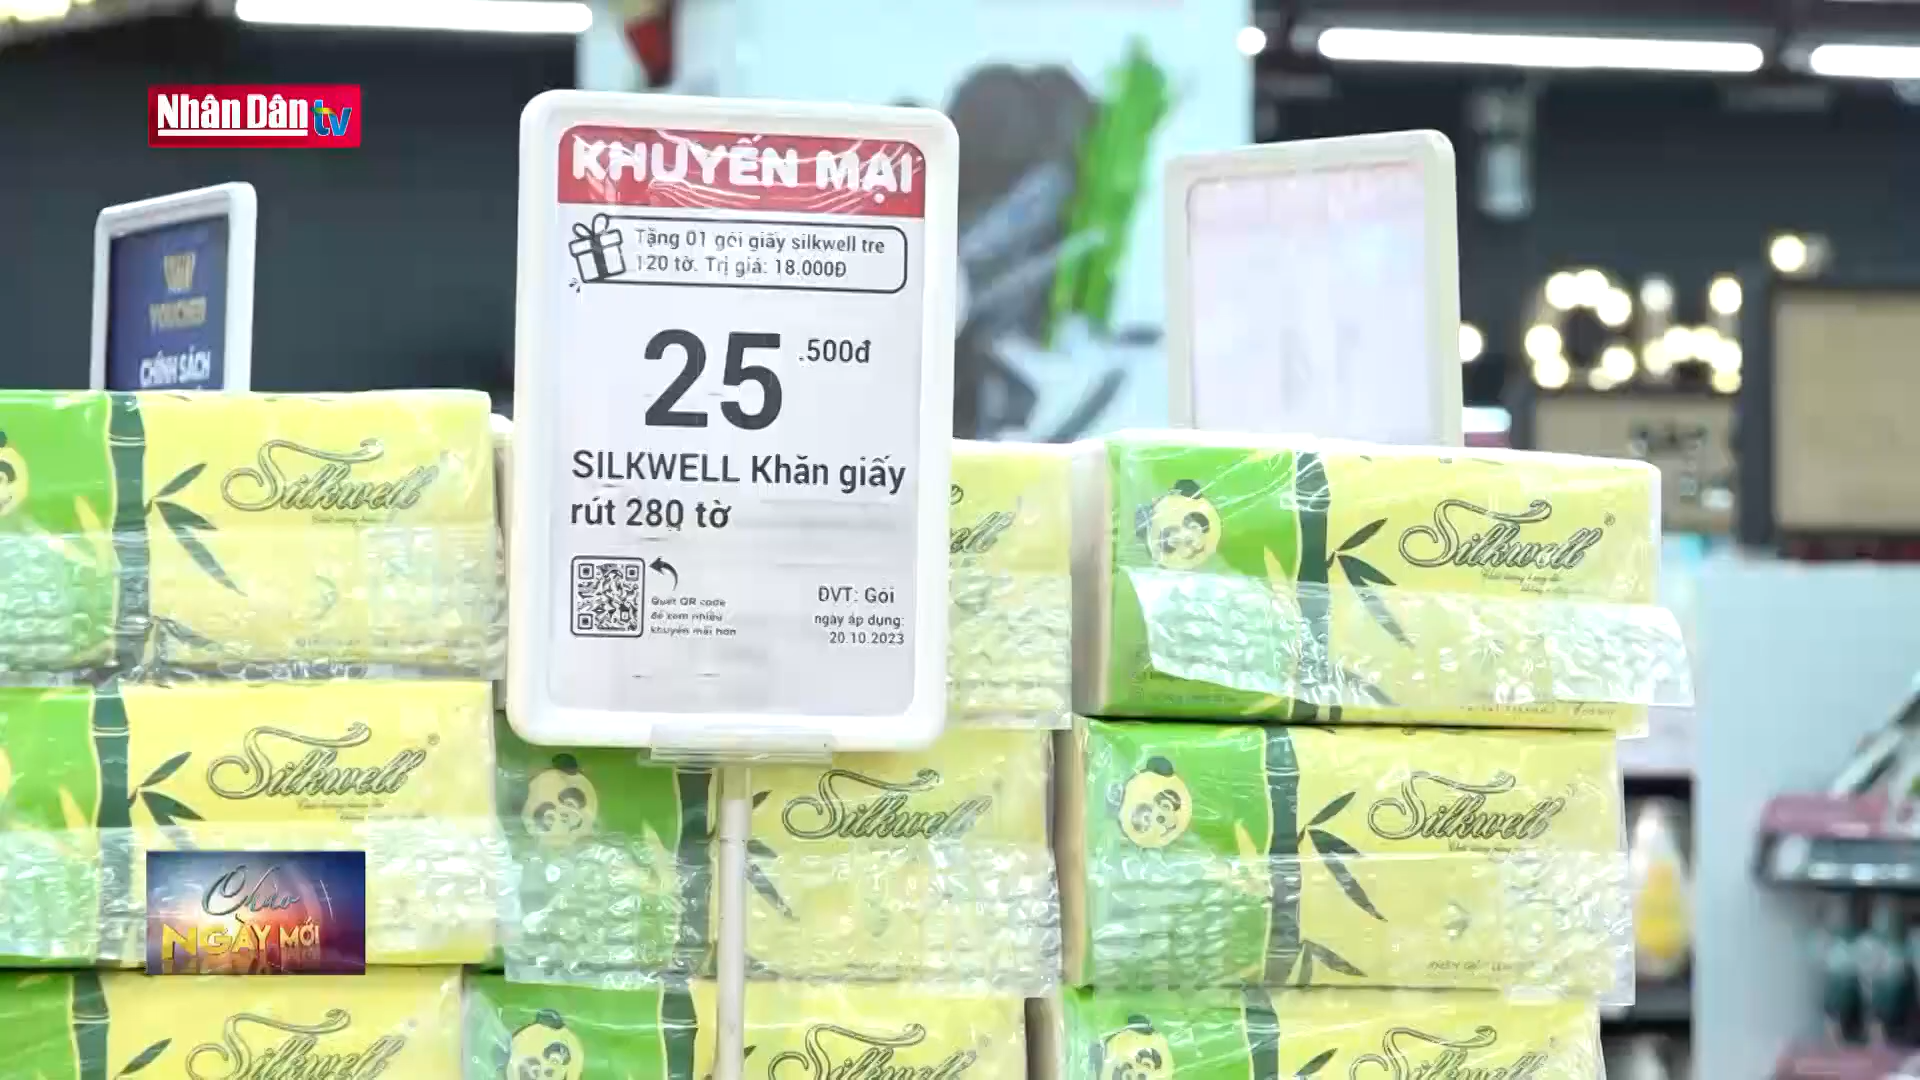 Nhân Dân tv
KHUYẾN MẠI
Tặng 01 gói giấy silkwell tre
120 tờ. Trị giá: 18.000Đ
25.500đ
SILKWELL Khăn giấy
rút 280 tờ
Quét QR code
để xem nhiều
khuyến mãi hơn
ĐVT: Gói
ngày áp dụng:
20.10.2023
VOUCHER
CHÍNH SÁCH
CH
Silkwell
Silkwell
Silkwell
Silkwell
Silkwell
Silkwell
Silkwell
Silkwell
Chào
NGÀY MỚI